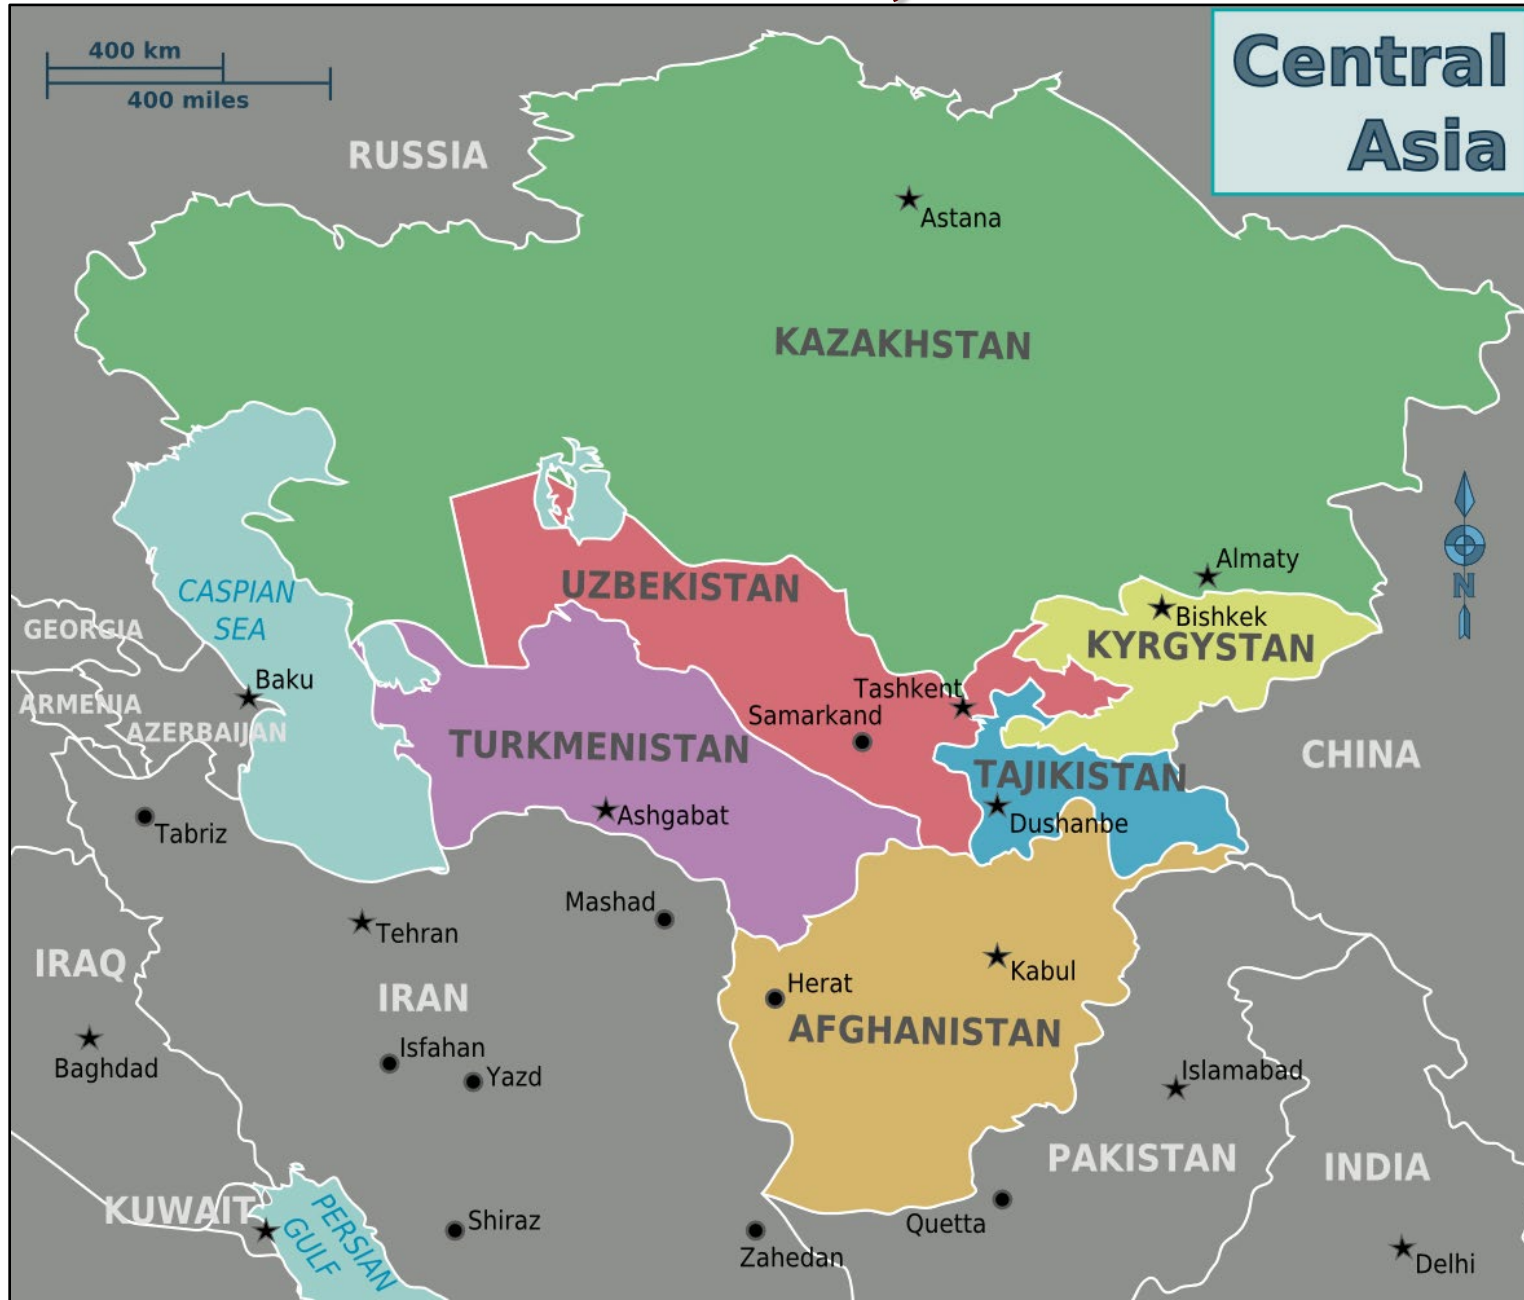 400 km
400 miles
Central
Asia
RUSSIA
Astana
KAZAKHSTAN
Almaty
Bishkek
KYRGYSTAN
UZBEKISTAN
CASPIAN
SEA
N
GEORGIA
Baku
ARMENIA
AZERBAIJAN
Tashkent
Samarkand
TURKMENISTAN
TAJIKISTAN
CHINA
Ashgabat
Dushanbe
Tabriz
Mashad
Tehran
IRAQ
IRAN
Herat
Kabul
AFGHANISTAN
Isfahan
Yazd
Baghdad
Islamabad
PAKISTAN
INDIA
KUWAIT
PERSIAN
GULF
Shiraz
Zahedan
Quetta
Delhi